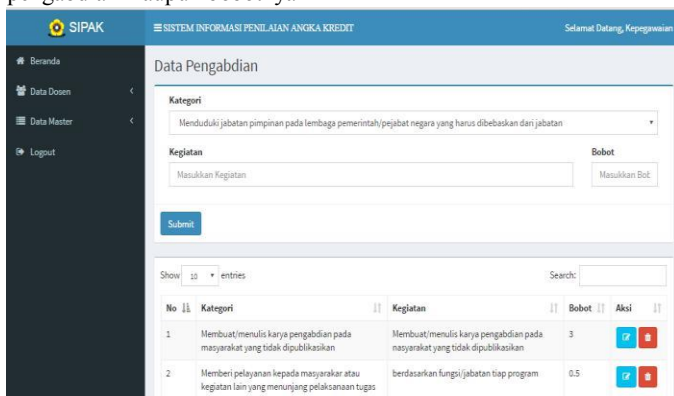 SIPAK
SISTEM INFORMASI PENILAIAN ANGKA KREDIT
Selamat Datang, Kepegawaian
Beranda
Data Dosen
Data Master
Logout
Data Pengabdian
Kategori
Menduduki jabatan pimpinan pada lembaga pemerintah/pejabat negara yang harus dibebaskan dari jabatan
Kegiatan
Bobot
Masukkan Kegiatan
Masukkan Bob
Submit
Show 10 entries
Search:
No Kategori Kegiatan Bobot Aksi
1 Membuat/menulis karya pengabdian pada Membuat/menulis karya pengabdian pada 3
masyarakat yang tidak dipublikasikan nasyarakat yang tidak dipublikasikan
2 Memberi pelayanan kepada masyarakat atau berdasarkan fungsi/jabatan tiap program 0.5
kegiatan lain yang menunjang pelaksanaan tugas